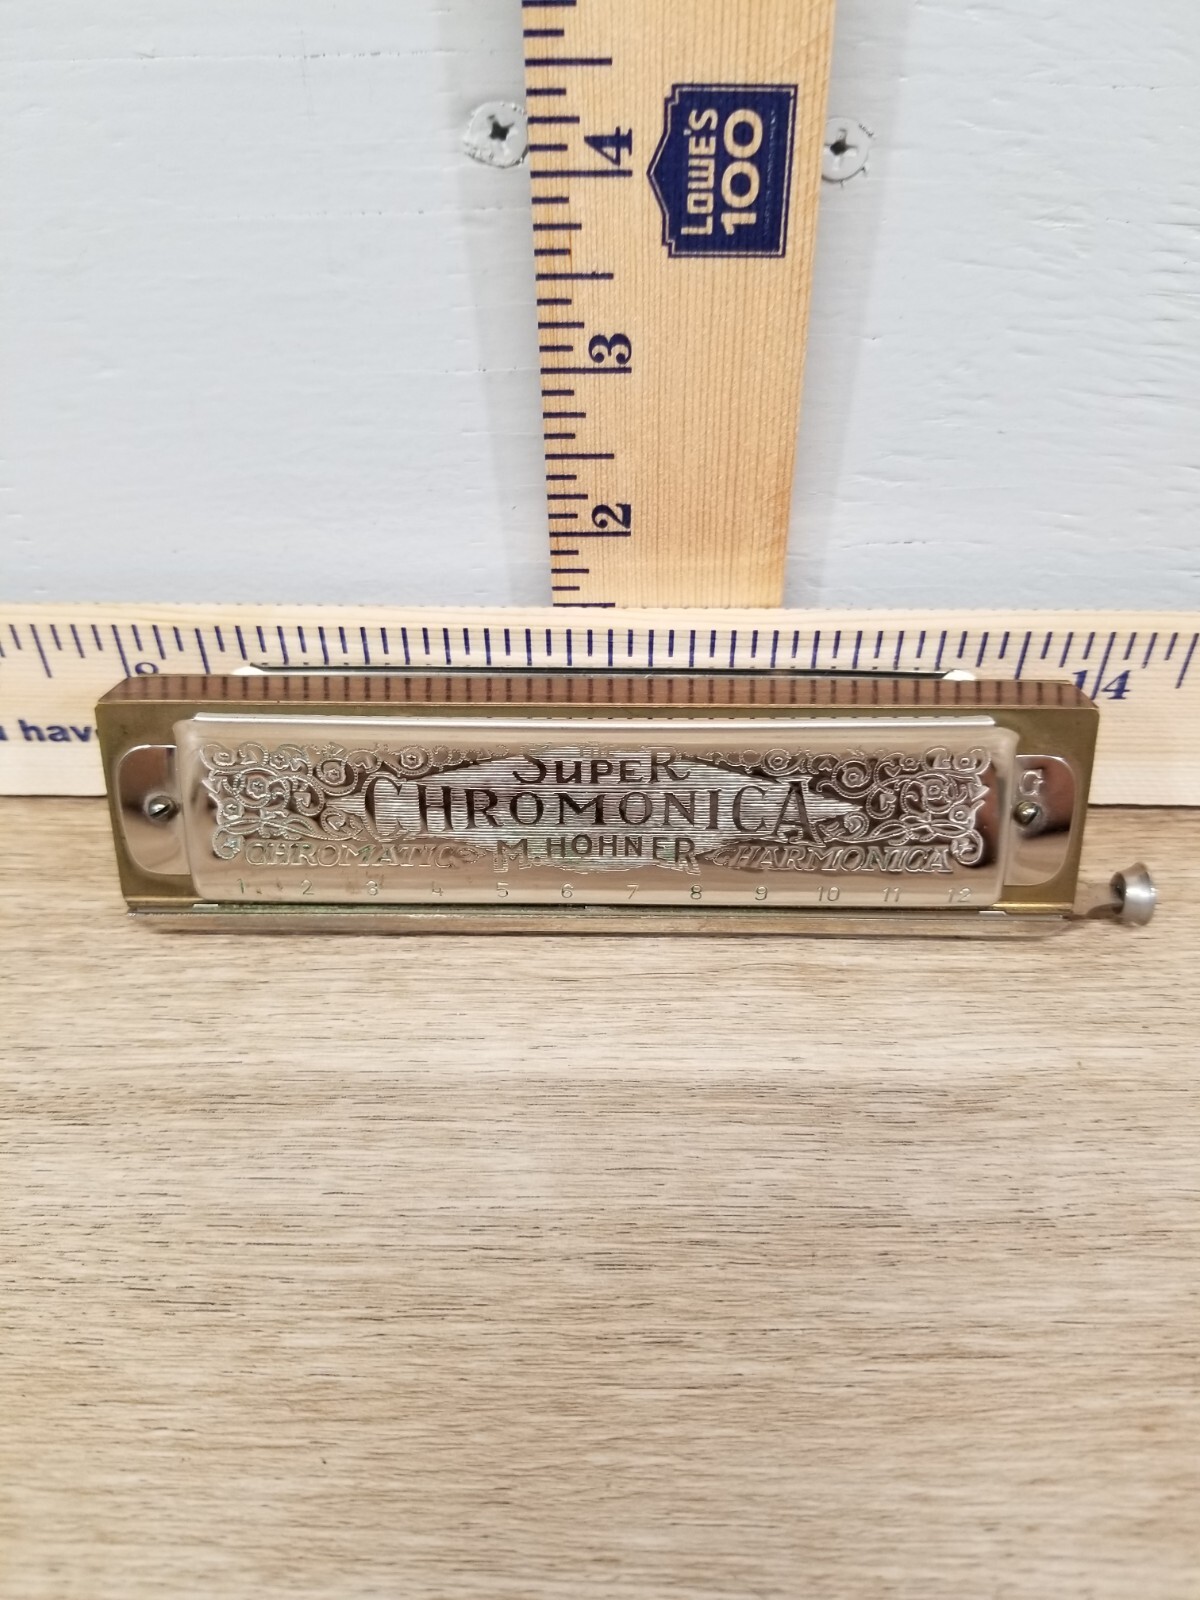 4
LOWE'S
100
3
2
8
14
hav
SUPER
CHROMONICA
G
CHROMATIC M. HOHNER HARMONICA
1 2 3 4 5 6 7 8 9 10 11 12